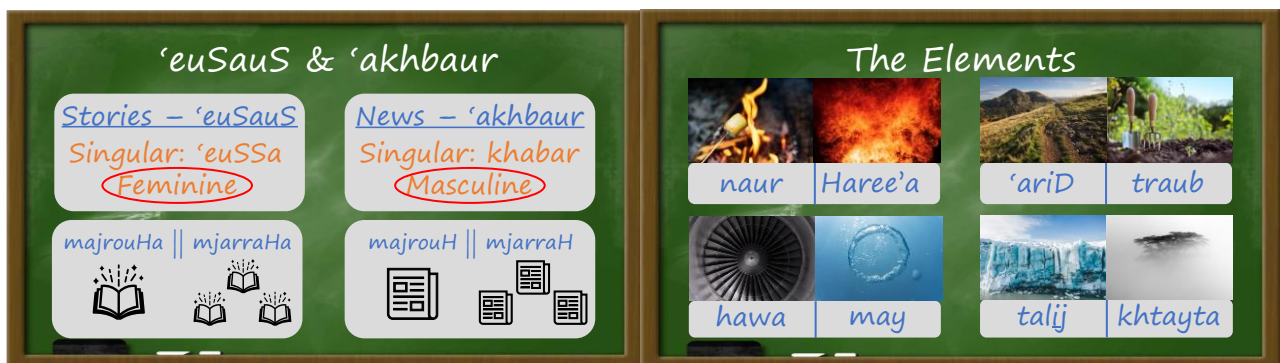 ‘euSauS & ‘akhbaur
Stories – ‘euSauS
Singular: ‘euSSa
Feminine
News – ‘akhbaur
Singular: khabar
Masculine
majrouHa || mjarraHa
majrouH || mjarraH
The Elements
naur
Haree’a
‘ariD
traub
hawa
may
talij
khtayta